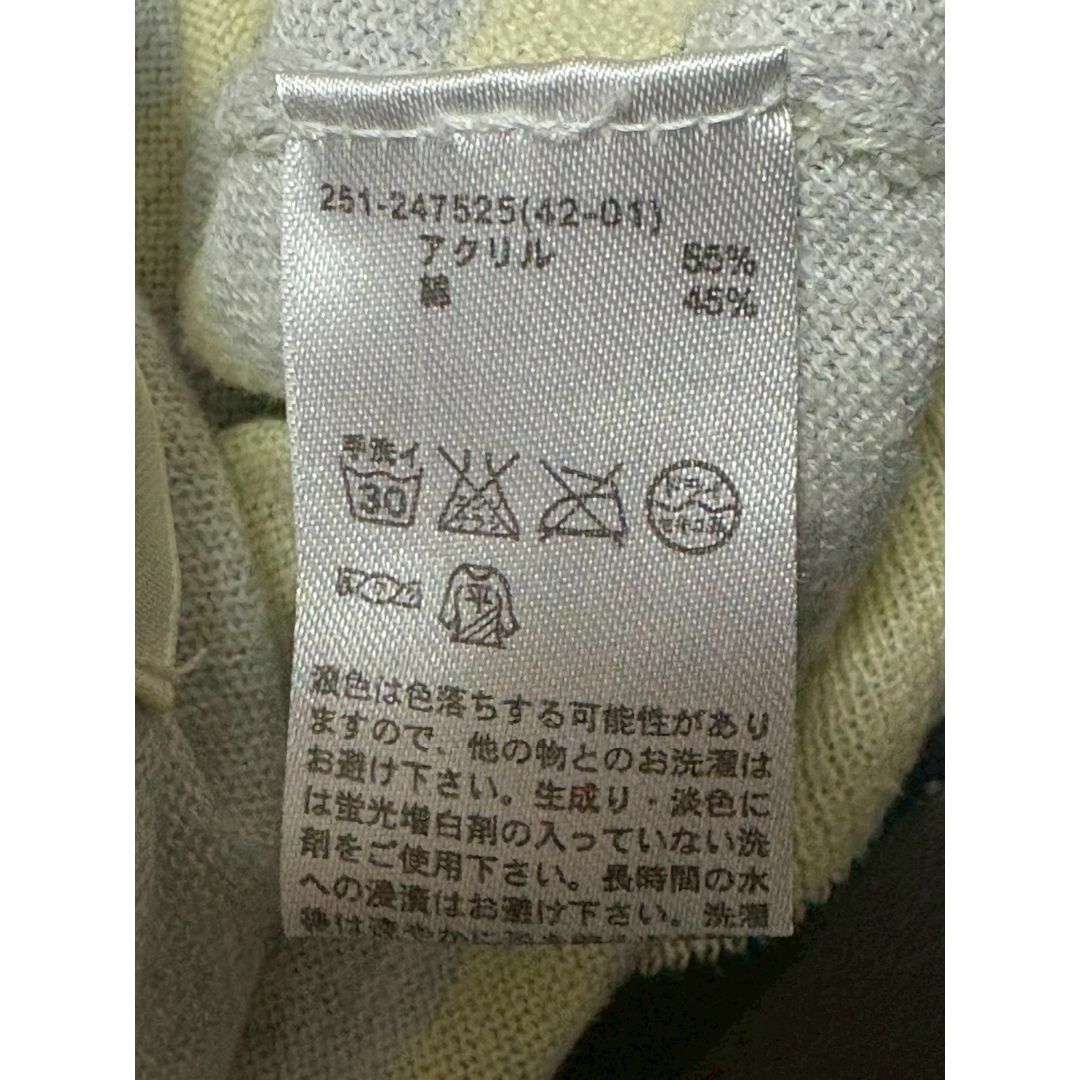 251-247525(42-01)
アクリル 55%
綿 45%
手洗イ
30
平
濃色は色落ちする可能性があり
ますので、他の物とのお洗濯は
お避け下さい。生成り・淡色に
は蛍光増白剤の入っていない洗
剤をご使用下さい。長時間の水
への浸漬はお避け下さい。洗濯